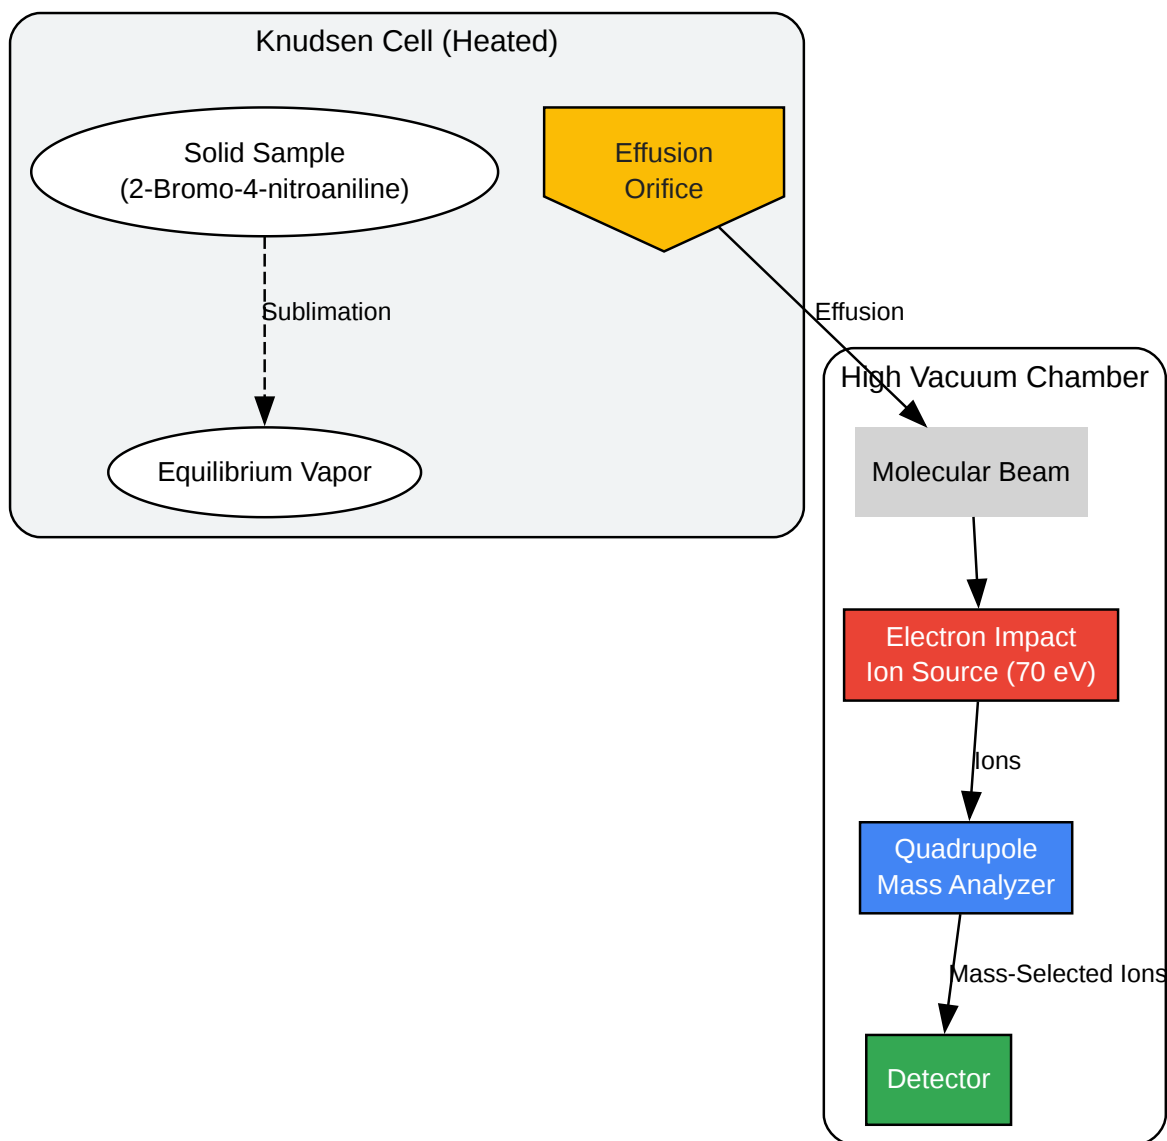 Knudsen Cell (Heated)
Solid Sample
(2-Bromo-4-nitroaniline)
Effusion
Orifice
Sublimation
Effusion
Equilibrium Vapor
High Vacuum Chamber
Molecular Beam
Electron Impact
Ion Source (70 eV)
Ions
Quadrupole
Mass Analyzer
Mass-Selected Ions
Detector